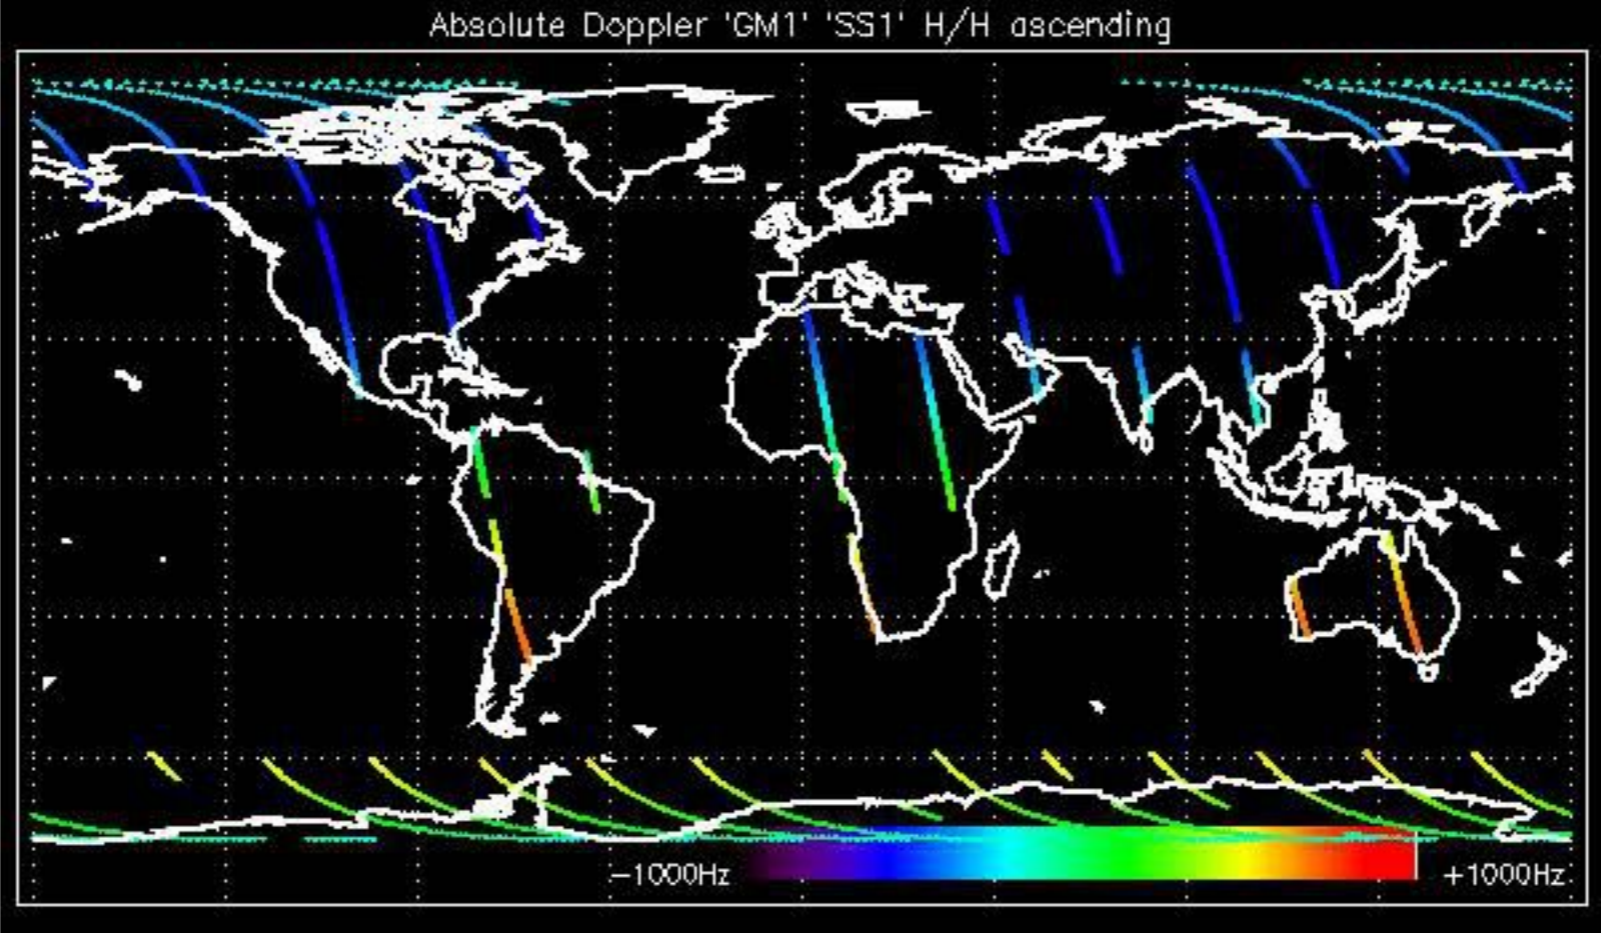 Absolute Doppler 'GM1' 'SS1' H/H ascending
−1000Hz +1000Hz